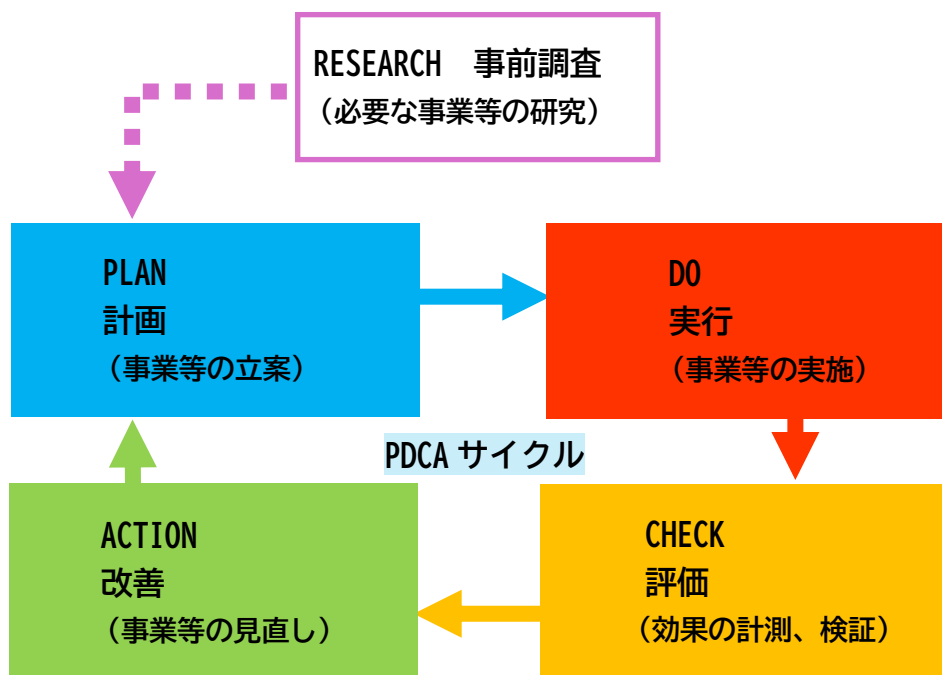 RESEARCH　事前調査
（必要な事業等の研究）
PLAN
計画
（事業等の立案）
DO
実行
（事業等の実施）
PDCA サイクル
ACTION
改善
（事業等の見直し）
CHECK
評価
（効果の計測、検証）